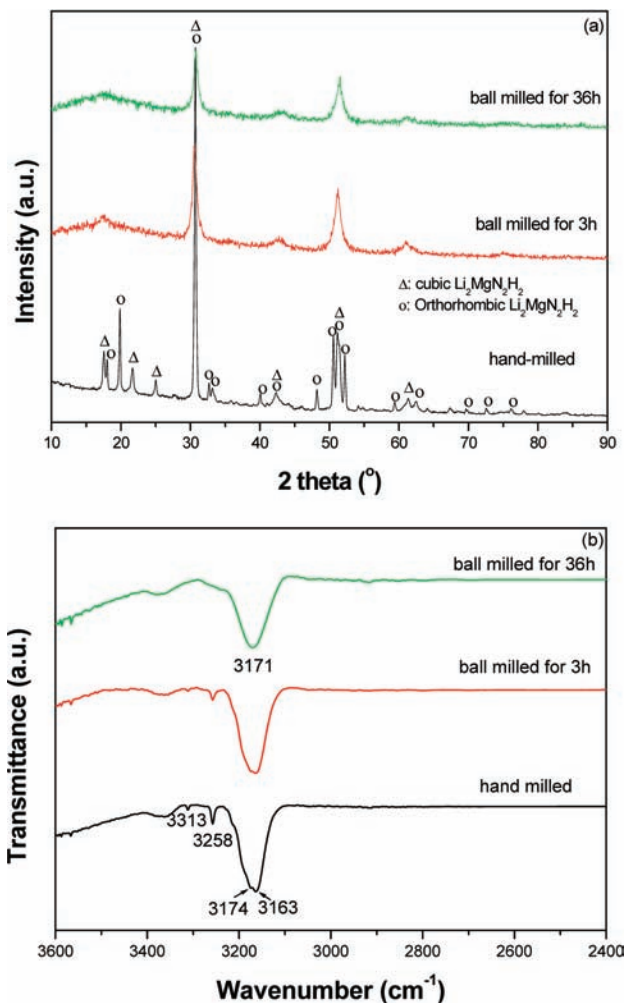 (a)
Δ
o
ball milled for 36h
ball milled for 3h
Δ: cubic Li₂MgN₂H₂
o: Orthorhombic Li₂MgN₂H₂
hand-milled
Δ o o Δ Δ o o o Δ o o o Δ o o o Δ o o o o
Intensity (a.u.)
10 20 30 40 50 60 70 80 90
2 theta (°)
(b)
ball milled for 36h
3171
ball milled for 3h
hand milled
3313
3258
3174 3163
Transmittance (a.u.)
3600 3400 3200 3000 2800 2600 2400
Wavenumber (cm⁻¹)